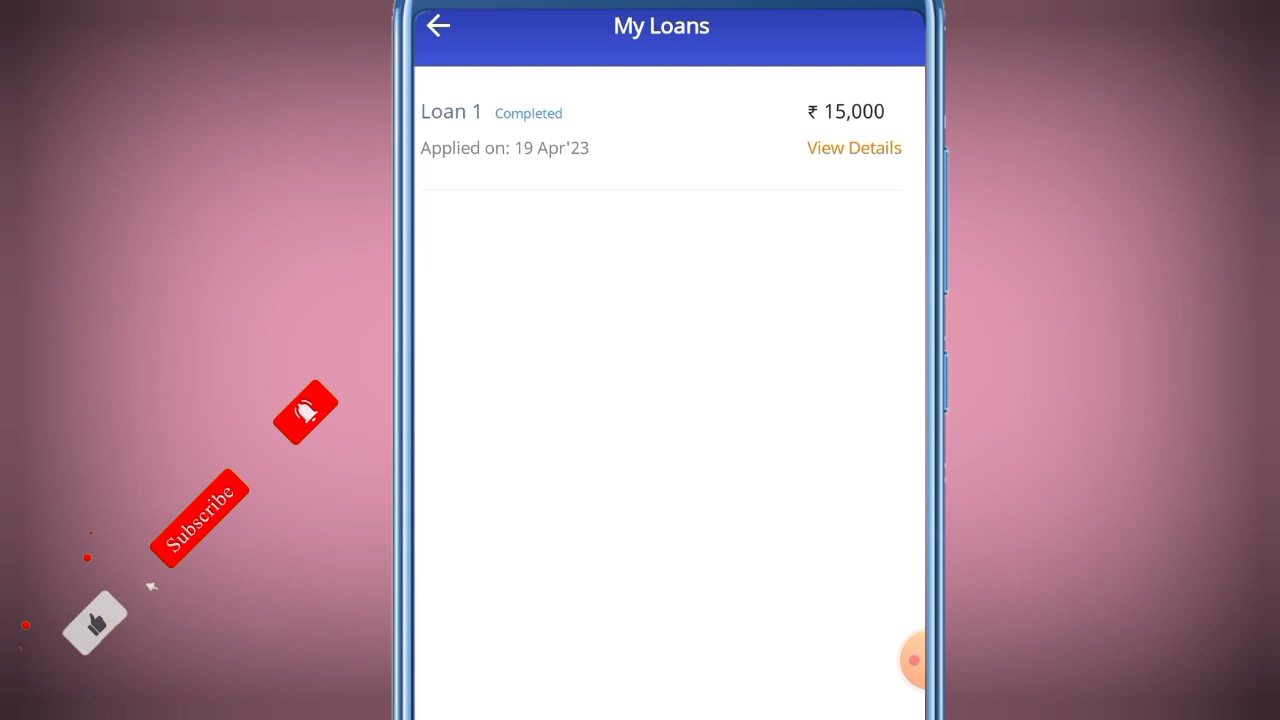 My Loans
Loan 1 Completed ₹ 15,000
Applied on: 19 Apr'23 View Details
Subscribe